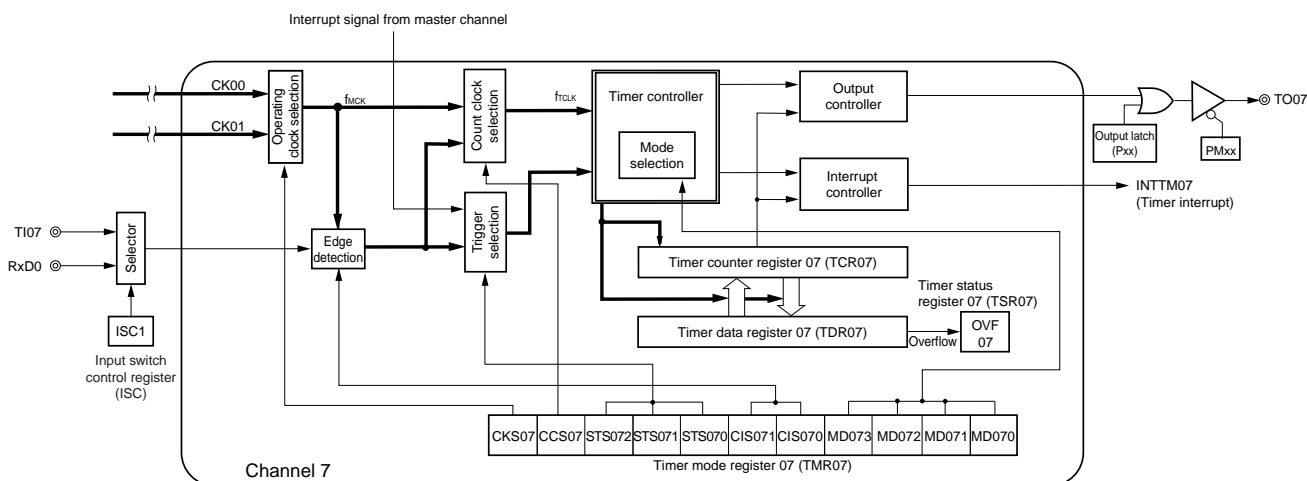 Interrupt signal from master channel
CK00
CK01
Operating
clock selection
fMCK
Count clock
selection
fTCLK
Timer controller
Mode
selection
Output
controller
Output latch
(Pxx)
PMxx
TO07
Interrupt
controller
INTTM07
(Timer interrupt)
TI07
RxD0
Selector
Edge
detection
Trigger
selection
Timer counter register 07 (TCR07)
Timer status
register 07 (TSR07)
Timer data register 07 (TDR07)
Overflow
OVF
07
ISC1
Input switch
control register
(ISC)
CKS07 CCS07 STS072 STS071 STS070 CIS071 CIS070 MD073 MD072 MD071 MD070
Timer mode register 07 (TMR07)
Channel 7